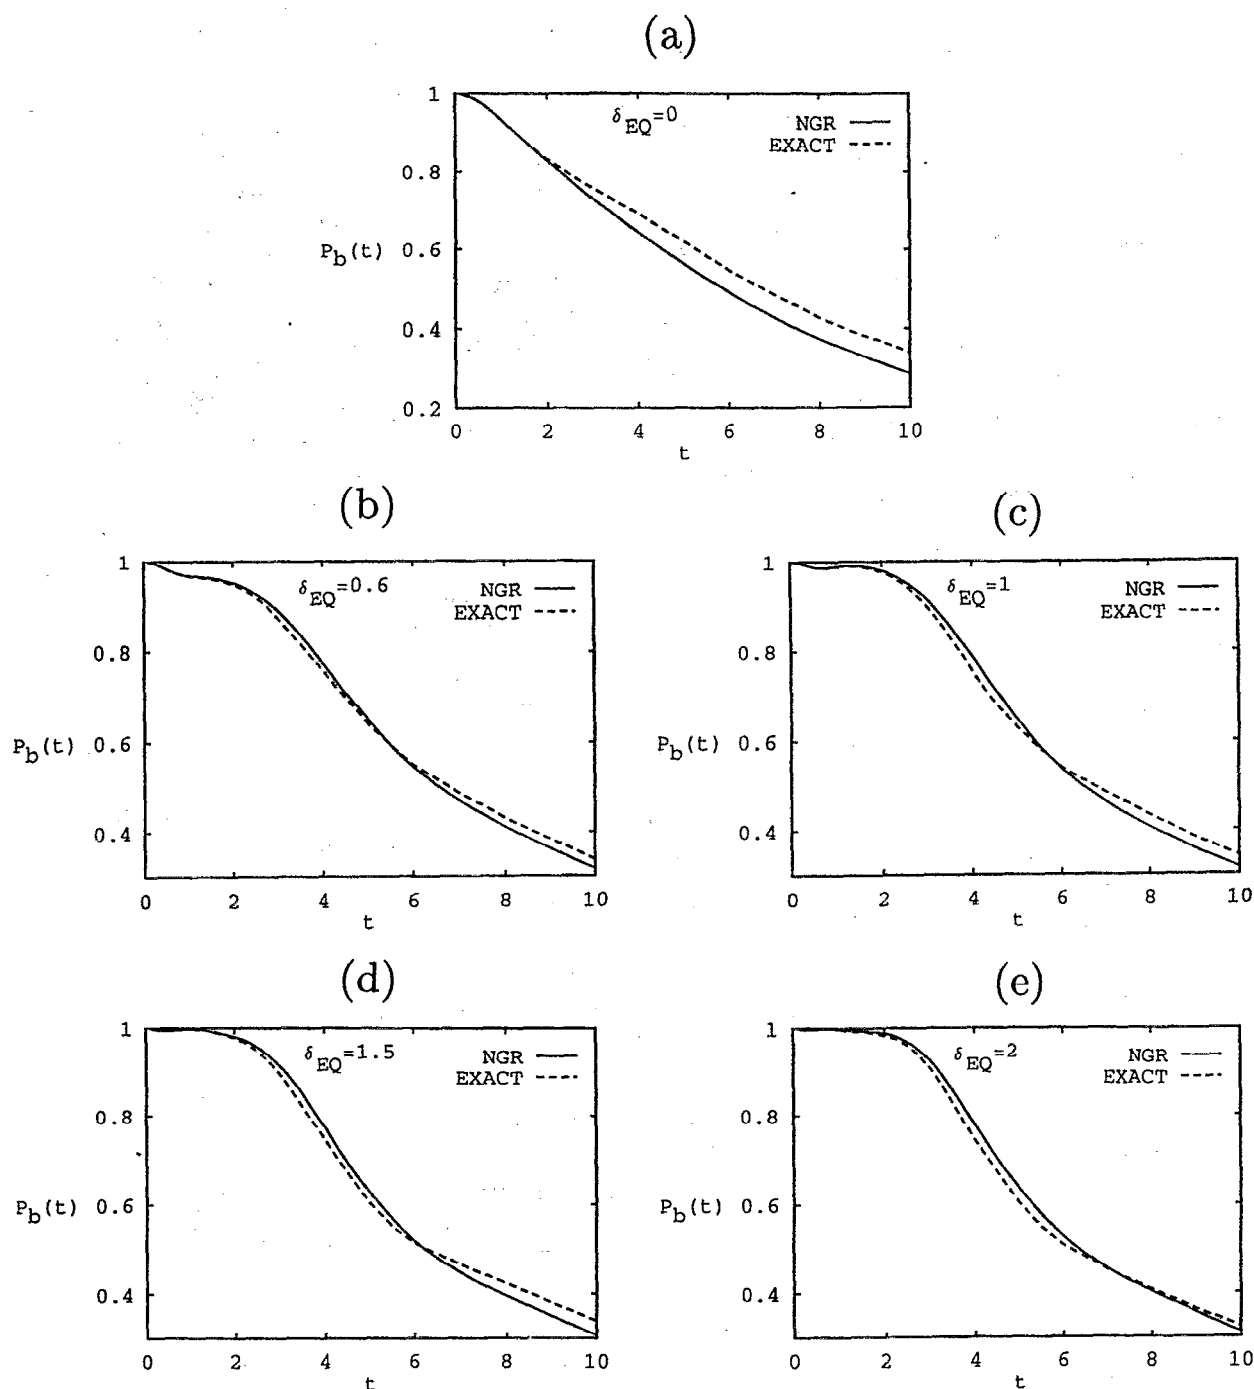 (a)
1
δEQ=0
NGR
EXACT
0.8
Pb(t) 0.6
0.4
0.2
0 2 4 6 8 10
t
(b)
1
δEQ=0.6
NGR
EXACT
0.8
Pb(t) 0.6
0.4
0 2 4 6 8 10
t
(c)
1
δEQ=1
NGR
EXACT
0.8
Pb(t) 0.6
0.4
0 2 4 6 8 10
t
(d)
1
δEQ=1.5
NGR
EXACT
0.8
Pb(t) 0.6
0.4
0 2 4 6 8 10
t
(e)
1
δEQ=2
NGR
EXACT
0.8
Pb(t) 0.6
0.4
0 2 4 6 8 10
t